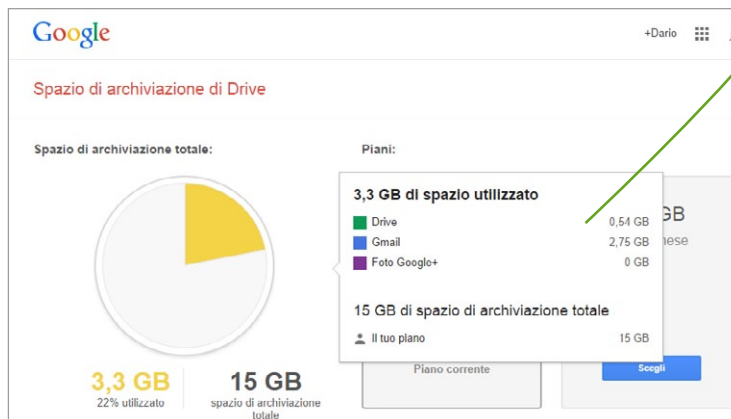 Google
+Dario
Spazio di archiviazione di Drive
Spazio di archiviazione totale:
Piani:
3,3 GB di spazio utilizzato
Drive 0,54 GB
Gmail 2,75 GB
Foto Google+ 0 GB
15 GB di spazio di archiviazione totale
Il tuo piano 15 GB
GB
3,3 GB
22% utilizzato
15 GB
spazio di archiviazione
totale
Piano corrente
Scegli